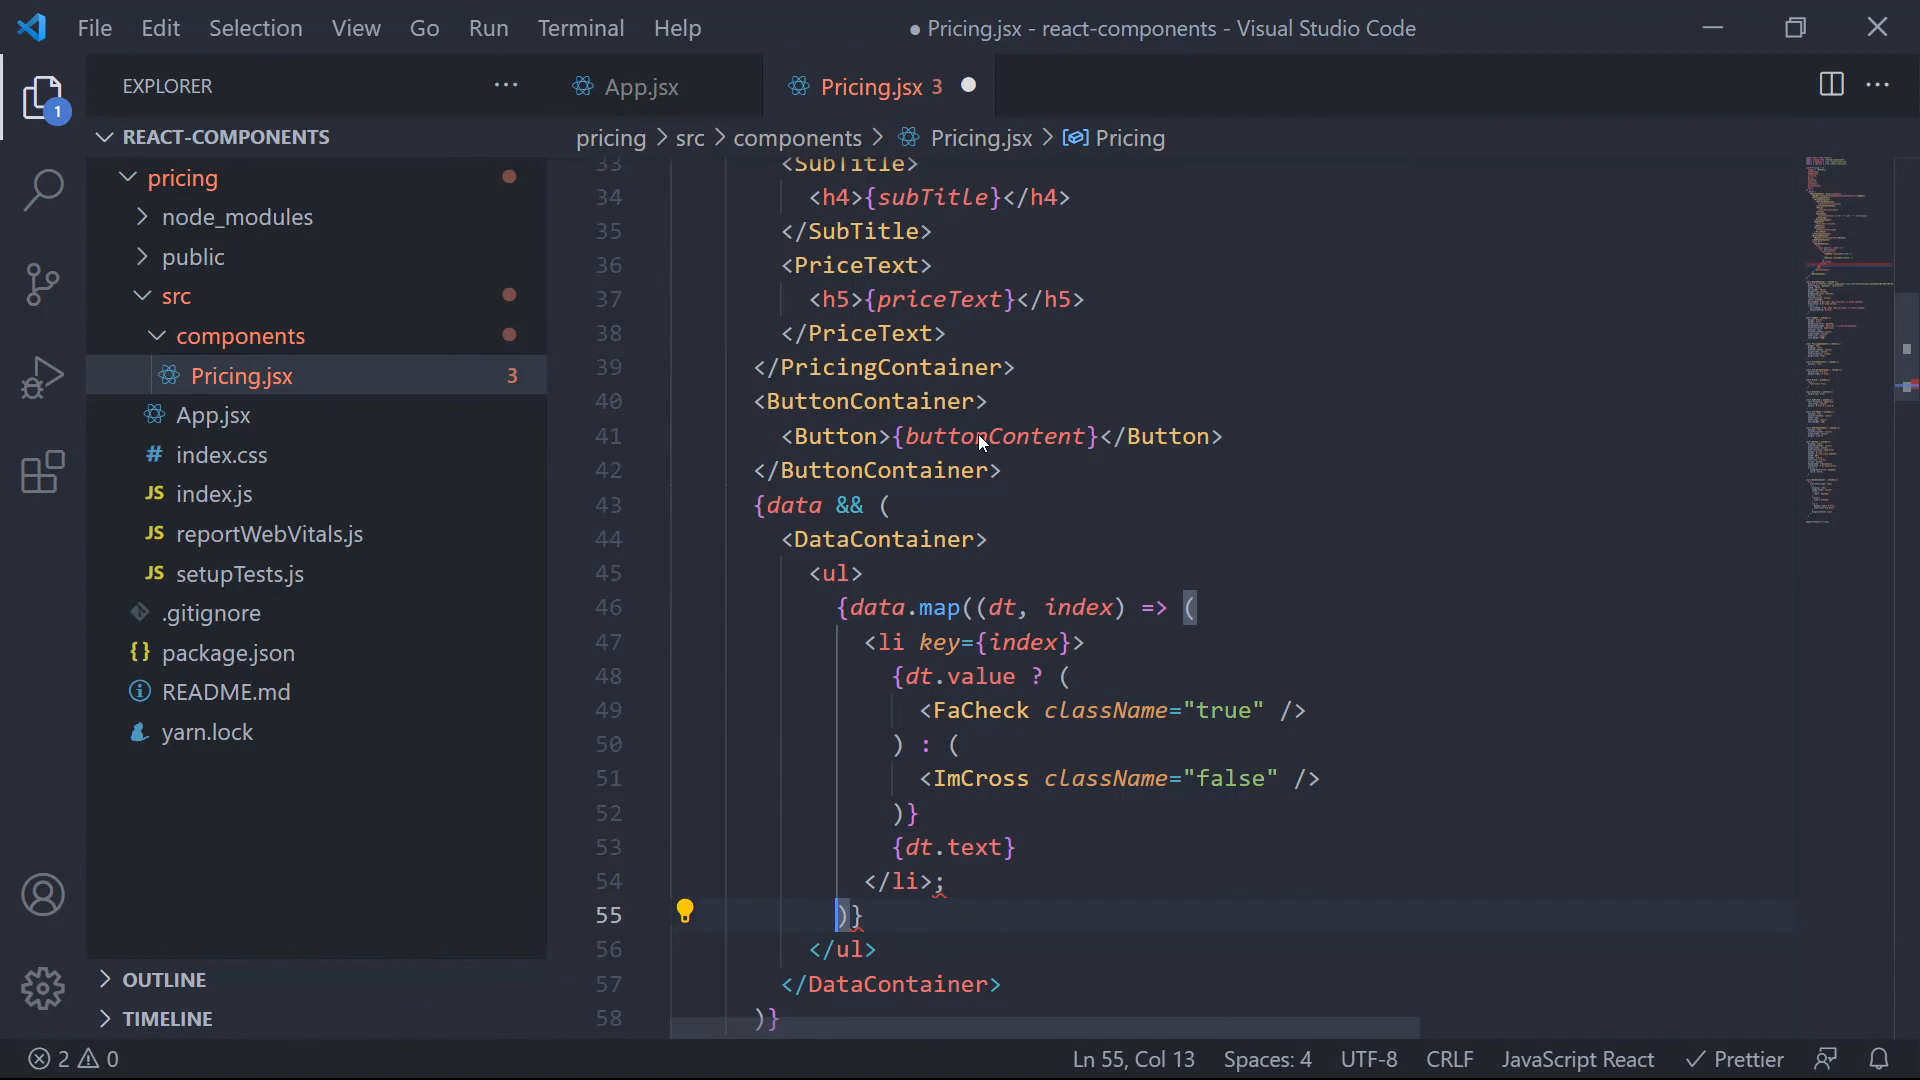 File Edit Selection View Go Run Terminal Help
● Pricing.jsx - react-components - Visual Studio Code
EXPLORER
App.jsx
Pricing.jsx 3
1
REACT-COMPONENTS
pricing > src > components > Pricing.jsx > Pricing
pricing
node_modules
public
src
components
Pricing.jsx 3
App.jsx
# index.css
JS index.js
JS reportWebVitals.js
JS setupTests.js
.gitignore
{} package.json
README.md
yarn.lock
OUTLINE
TIMELINE
33 <SubTitle>
34 <h4>{subTitle}</h4>
35 </SubTitle>
36 <PriceText>
37 <h5>{priceText}</h5>
38 </PriceText>
39 </PricingContainer>
40 <ButtonContainer>
41 <Button>{buttonContent}</Button>
42 </ButtonContainer>
43 {data && (
44 <DataContainer>
45 <ul>
46 {data.map((dt, index) => (
47 <li key={index}>
48 {dt.value ? (
49 <FaCheck className="true" />
50 ) : (
51 <ImCross className="false" />
52 )}
53 {dt.text}
54 </li>;
55 )}
56 </ul>
57 </DataContainer>
58 )}
2 0
Ln 55, Col 13 Spaces: 4 UTF-8 CRLF JavaScript React Prettier